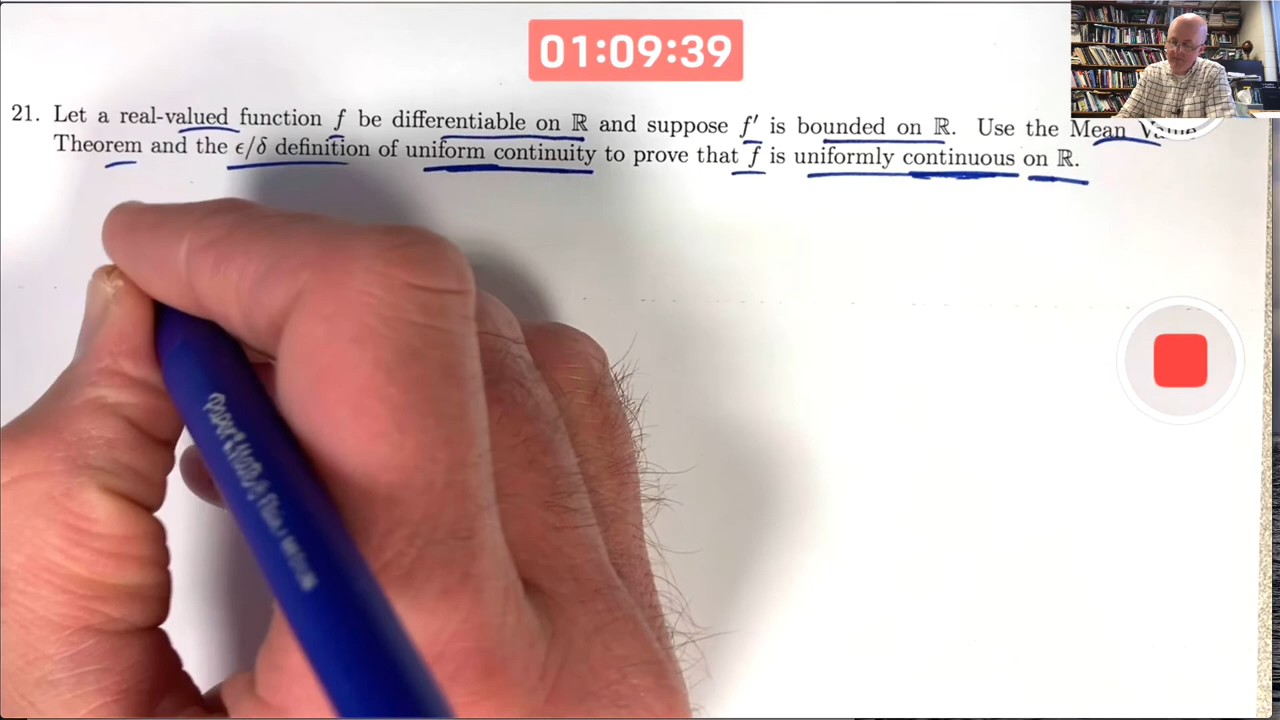 01:09:39
21. Let a real-valued function f be differentiable on ℝ and suppose f′ is bounded on ℝ. Use the Mean Value
Theorem and the ϵ/δ definition of uniform continuity to prove that f is uniformly continuous on ℝ.